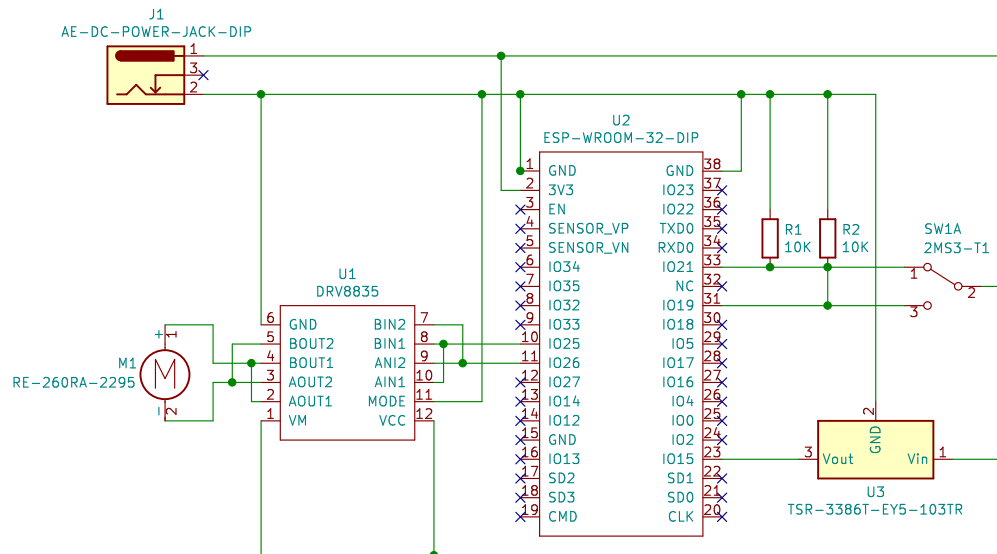 J1
AE-DC-POWER-JACK-DIP
1
3
2
U2
ESP-WROOM-32-DIP
1 GND GND 38
2 3V3 IO23 37
3 EN IO22 36
4 SENSOR_VP TXD0 35
5 SENSOR_VN RXD0 34
6 IO34 IO21 33
7 IO35 NC 32
8 IO32 IO19 31
9 IO33 IO18 30
10 IO25 IO5 29
11 IO26 IO17 28
12 IO27 IO16 27
13 IO14 IO4 26
14 IO12 IO0 25
15 GND IO2 24
16 IO13 IO15 23
17 SD2 SD1 22
18 SD3 SD0 21
19 CMD CLK 20
R1
10K
R2
10K
SW1A
2MS3-T1
1
2
3
U1
DRV8835
6 GND BIN2 7
5 BOUT2 BIN1 8
4 BOUT1 ANI2 9
3 AOUT2 AIN1 10
2 AOUT1 MODE 11
1 VM VCC 12
M1
RE-260RA-2295
+
1
M
-
2
2
GND
3 Vout Vin 1
U3
TSR-3386T-EY5-103TR